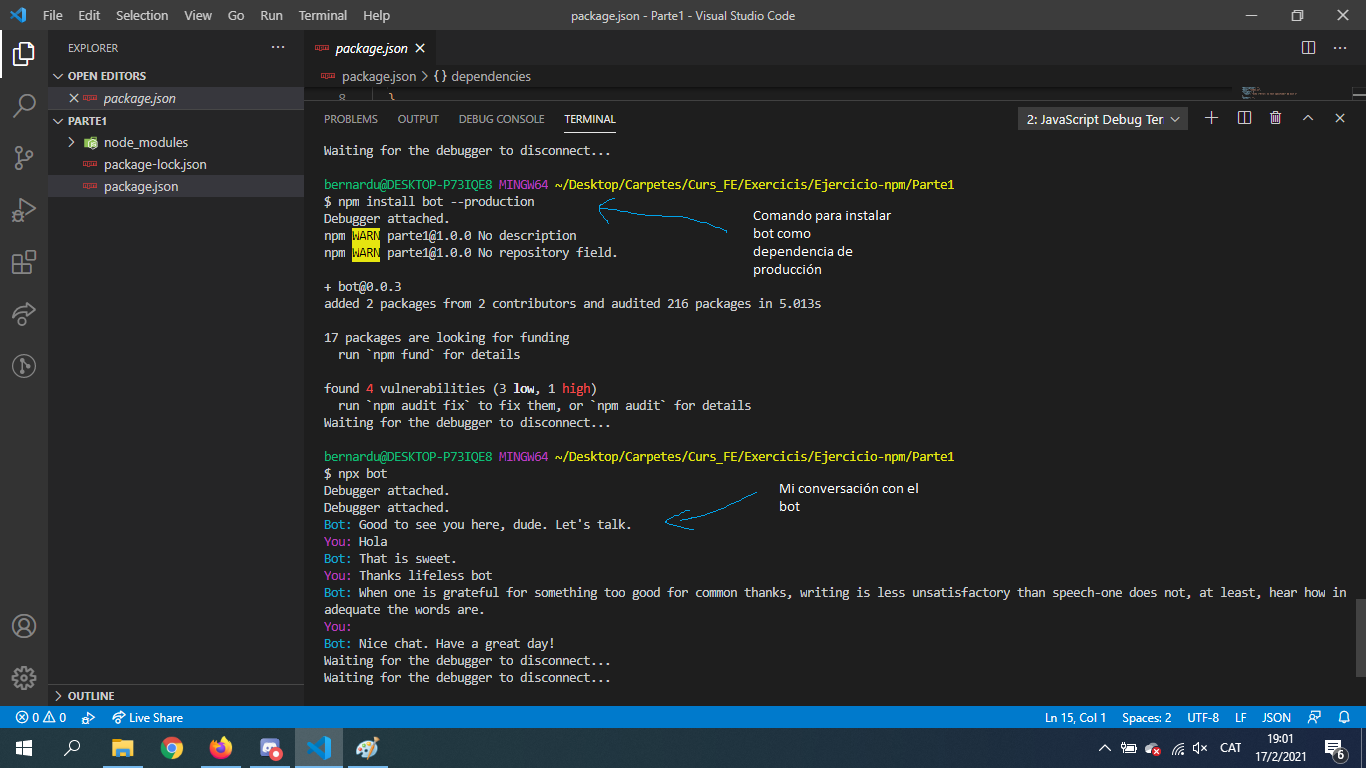 File Edit Selection View Go Run Terminal Help
package.json - Parte1 - Visual Studio Code
EXPLORER
OPEN EDITORS
package.json
PARTE1
node_modules
package-lock.json
package.json
OUTLINE
package.json
package.json > {} dependencies
8 }
PROBLEMS OUTPUT DEBUG CONSOLE TERMINAL
2: JavaScript Debug Ter
Waiting for the debugger to disconnect...
bernardu@DESKTOP-P73IQE8 MINGW64 ~/Desktop/Carpetes/Curs_FE/Exercicis/Ejercicio-npm/Parte1
$ npm install bot --production
Debugger attached.
npm WARN parte1@1.0.0 No description
npm WARN parte1@1.0.0 No repository field.
Comando para instalar
bot como
dependencia de
producción
+ bot@0.0.3
added 2 packages from 2 contributors and audited 216 packages in 5.013s
17 packages are looking for funding
run `npm fund` for details
found 4 vulnerabilities (3 low, 1 high)
run `npm audit fix` to fix them, or `npm audit` for details
Waiting for the debugger to disconnect...
bernardu@DESKTOP-P73IQE8 MINGW64 ~/Desktop/Carpetes/Curs_FE/Exercicis/Ejercicio-npm/Parte1
$ npx bot
Debugger attached.
Debugger attached.
Mi conversación con el
bot
Bot: Good to see you here, dude. Let's talk.
You: Hola
Bot: That is sweet.
You: Thanks lifeless bot
Bot: When one is grateful for something too good for common thanks, writing is less unsatisfactory than speech-one does not, at least, hear how in
adequate the words are.
You:
Bot: Nice chat. Have a great day!
Waiting for the debugger to disconnect...
Waiting for the debugger to disconnect...
0 0 Live Share
Ln 15, Col 1 Spaces: 2 UTF-8 LF JSON
CAT
19:01
17/2/2021
6